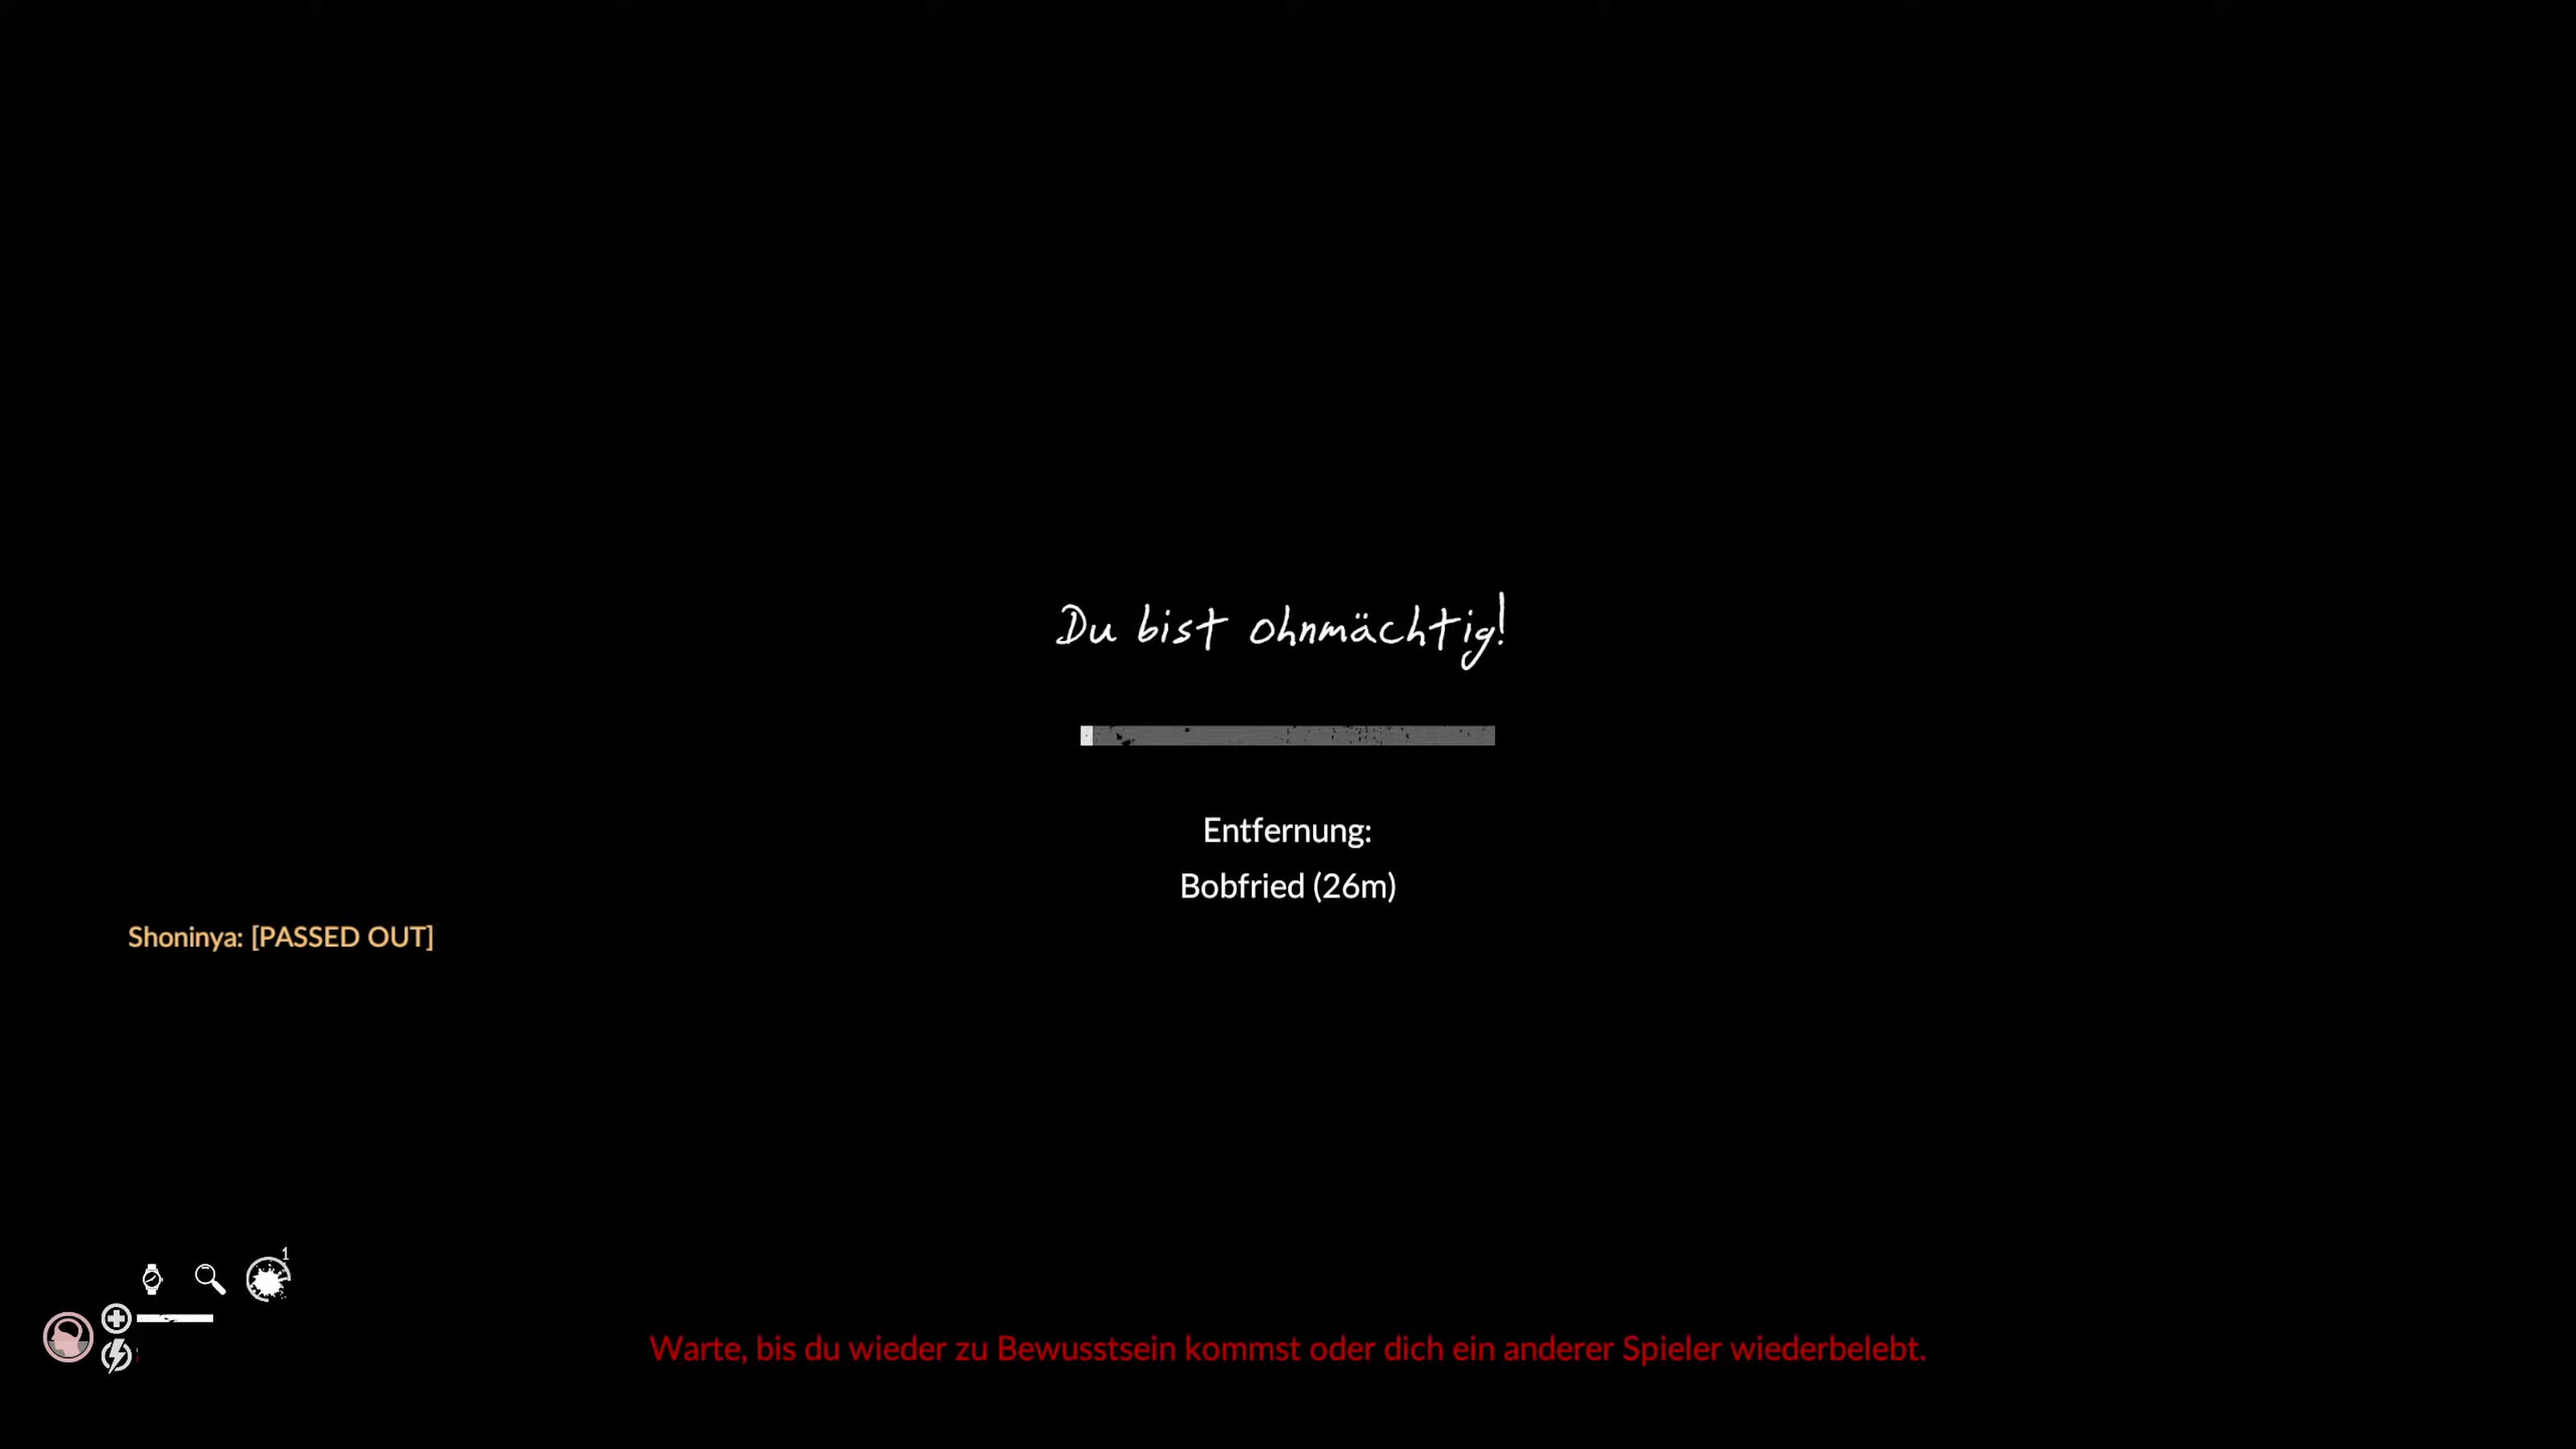 Du bist ohnmächtig!
Entfernung:
Bobfried (26m)
Shoninya: [PASSED OUT]
1
Warte, bis du wieder zu Bewusstsein kommst oder dich ein anderer Spieler wiederbelebt.